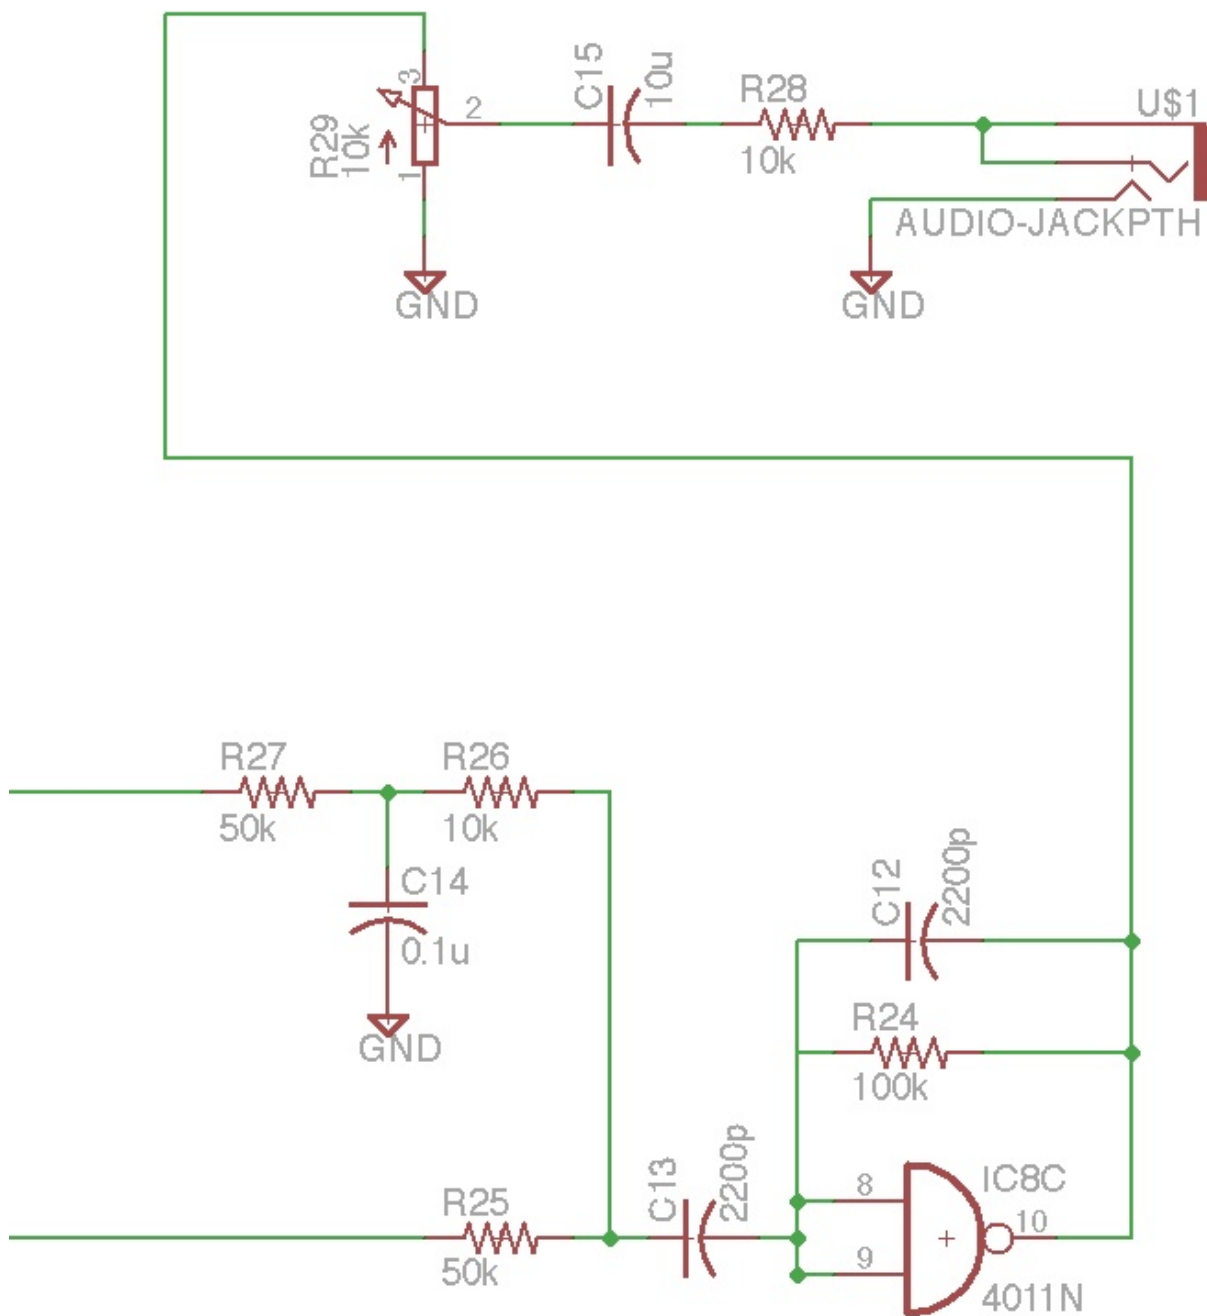 C15
10u
R28
10k
U$1
3
2
R29
10k
1
AUDIO-JACKPTH
GND
GND
R27
50k
R26
10k
C14
0.1u
GND
C12
2200p
R24
100k
C13
2200p
R25
50k
8
9
IC8C
10
4011N